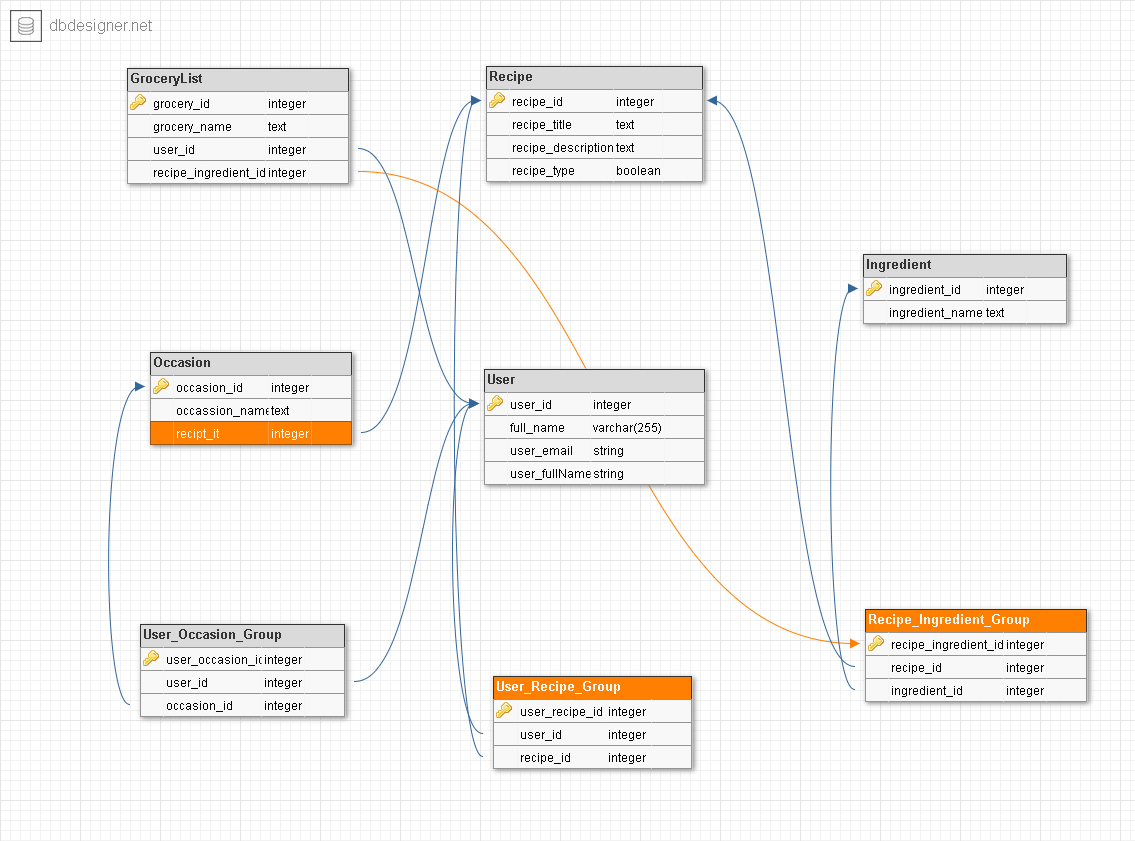 dbdesigner.net
GroceryList
grocery_id integer
grocery_name text
user_id integer
recipe_ingredient_id integer
Recipe
recipe_id integer
recipe_title text
recipe_description text
recipe_type boolean
Ingredient
ingredient_id integer
ingredient_name text
Occasion
occasion_id integer
occassion_name text
recipt_it integer
User
user_id integer
full_name varchar(255)
user_email string
user_fullName string
User_Occasion_Group
user_occasion_ic integer
user_id integer
occasion_id integer
User_Recipe_Group
user_recipe_id integer
user_id integer
recipe_id integer
Recipe_Ingredient_Group
recipe_ingredient_id integer
recipe_id integer
ingredient_id integer